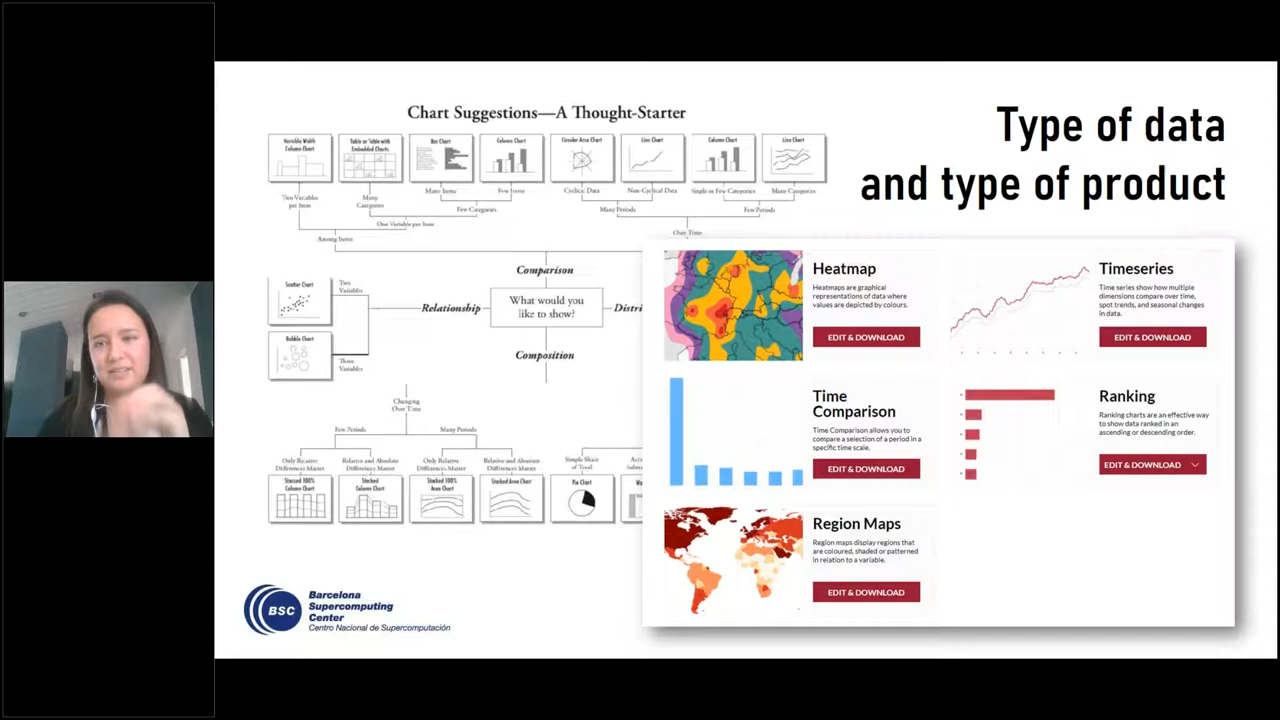 Type of data
and type of product
Chart Suggestions—A Thought-Starter
Variable Width
Column Chart
Table or Table with
Embedded Charts
Bar Chart
Column Chart
Circular Area Chart
Line Chart
Column Chart
Line Chart
Two Variables
per Item
Many
Categories
Many Items
Few Items
Cyclical Data
Non-Cyclical Data
Single or Few Categories
Many Categories
Few Categories
Many Periods
Few Periods
One Variable per Item
Among Items
Over Time
Comparison
What would you
like to show?
Relationship
Distri
Composition
Scatter Chart
Two
Variables
Bubble Chart
Three
Variables
Changing
Over Time
Few Periods
Many Periods
Only Relative
Differences Matter
Relative and Absolute
Differences Matter
Only Relative
Differences Matter
Relative and Absolute
Differences Matter
Simple Share
of Total
Stacked 100%
Column Chart
Stacked
Column Chart
Stacked 100%
Area Chart
Stacked Area Chart
Pie Chart
Heatmap
Heatmaps are graphical
representations of data where
values are depicted by colours.
EDIT & DOWNLOAD
Timeseries
Time series show how multiple
dimensions compare over time,
spot trends, and seasonal changes
in data.
EDIT & DOWNLOAD
Time
Comparison
Time Comparison allows you to
compare a selection of a period in a
specific time scale.
EDIT & DOWNLOAD
Ranking
Ranking charts are an effective way
to show data ranked in an
ascending or descending order.
EDIT & DOWNLOAD
Region Maps
Region maps display regions that
are coloured, shaded or patterned
in relation to a variable.
EDIT & DOWNLOAD
BSC
Barcelona
Supercomputing
Center
Centro Nacional de Supercomputación